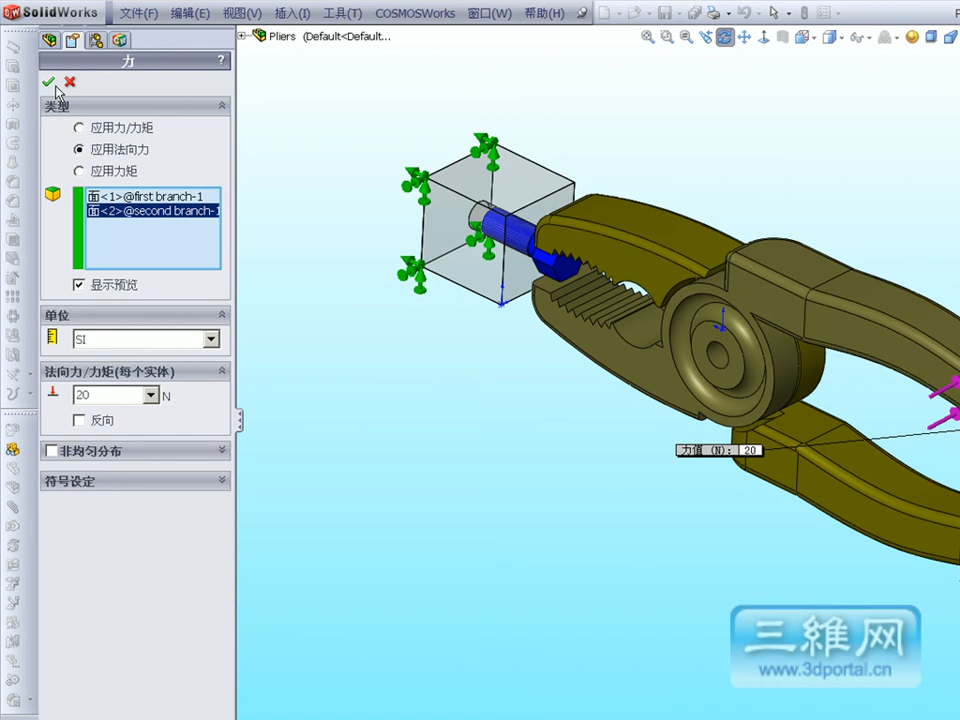 SolidWorks 文件(F) 编辑(E) 视图(V) 插入(I) 工具(T) COSMOSWorks 窗口(W) 帮助(H)
Pliers (Default<Default...
力 ?
类型
应用力/力矩
应用法向力
应用力矩
面<1>@first branch-1
面<2>@second branch-1
显示预览
单位
SI
法向力/力矩(每个实体)
20 N
反向
非均匀分布
符号设定
力值 (N): 20
三維网
www.3dportal.cn